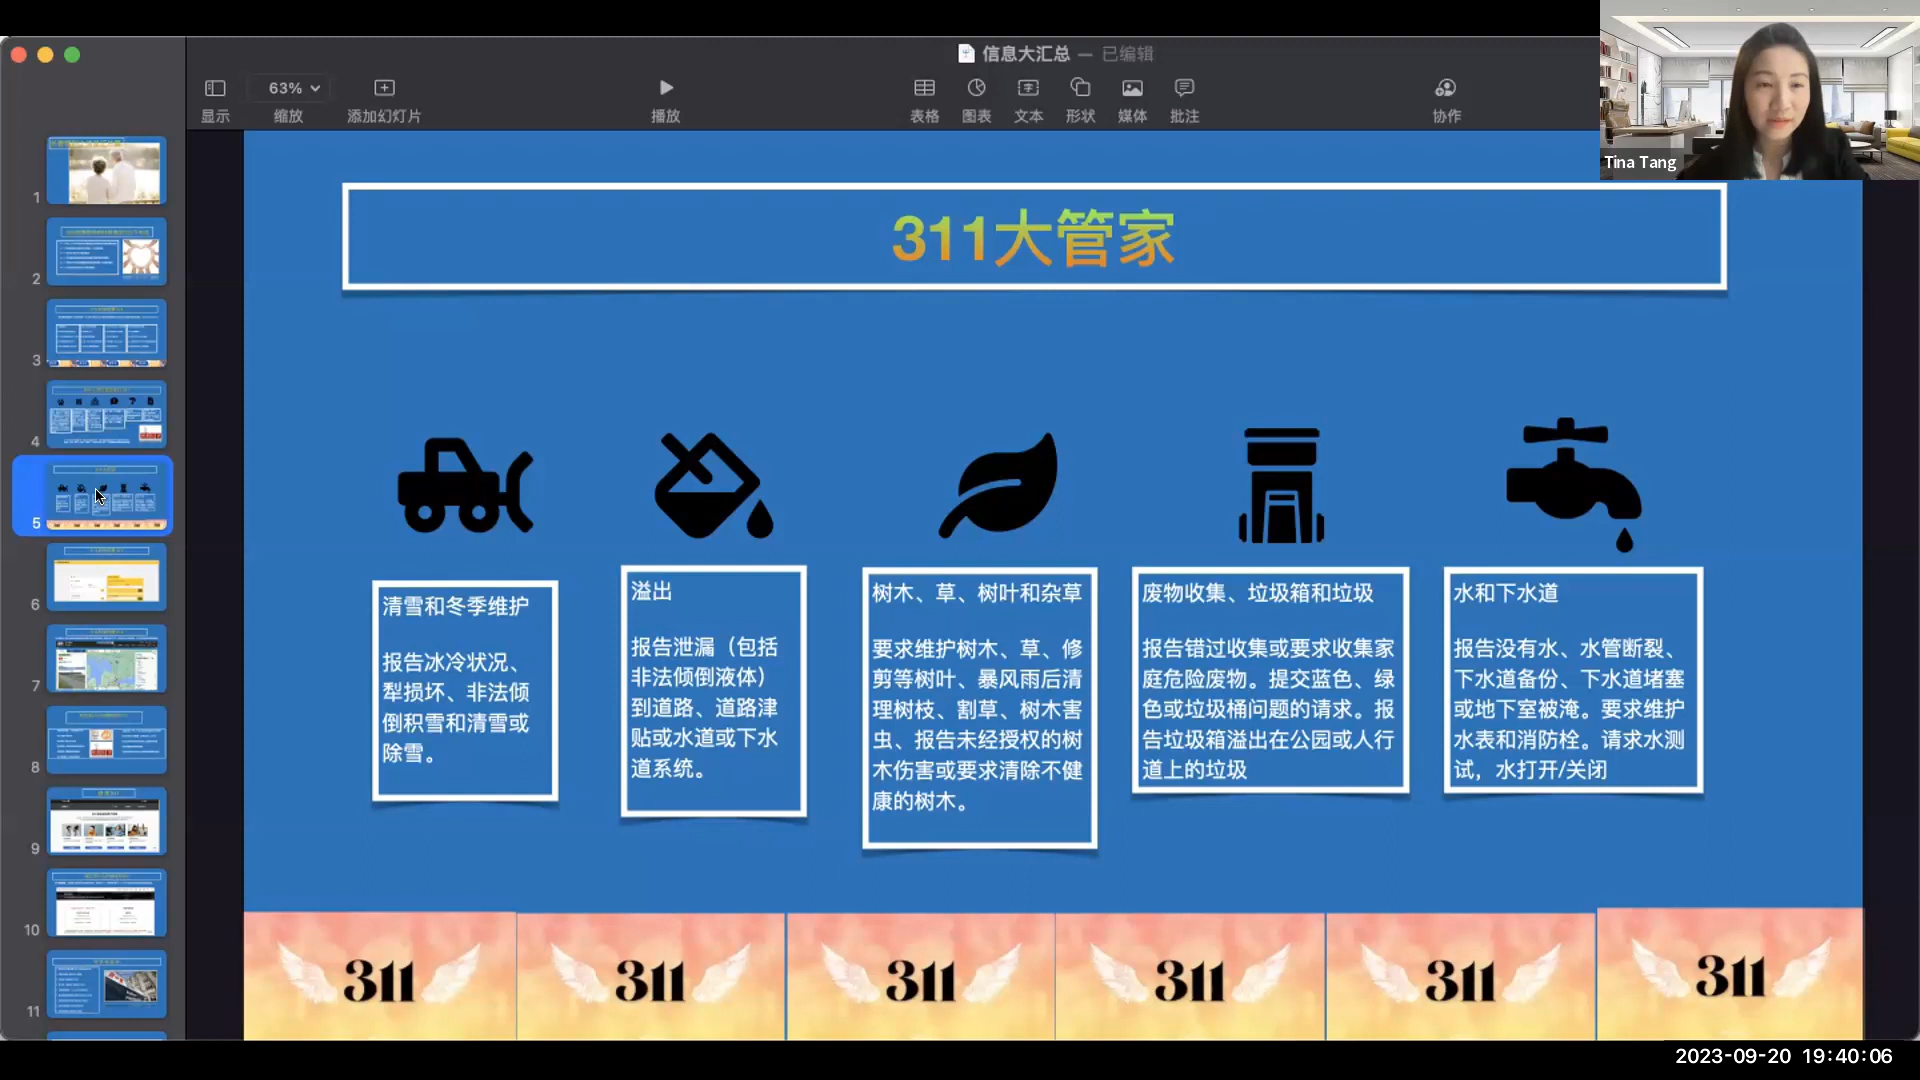 信息大汇总 — 已编辑
63%
显示
缩放
添加幻灯片
播放
表格
图表
文本
形状
媒体
批注
协作
Tina Tang
1
2
3
4
5
6
7
8
9
10
11
311大管家
清雪和冬季维护
报告冰冷状况、
犁损坏、非法倾
倒积雪和清雪或
除雪。
溢出
报告泄漏（包括
非法倾倒液体）
到道路、道路津
贴或水道或下水
道系统。
树木、草、树叶和杂草
要求维护树木、草、修
剪等树叶、暴风雨后清
理树枝、割草、树木害
虫、报告未经授权的树
木伤害或要求清除不健
康的树木。
废物收集、垃圾箱和垃圾
报告错过收集或要求收集家
庭危险废物。提交蓝色、绿
色或垃圾桶问题的请求。报
告垃圾箱溢出在公园或人行
道上的垃圾
水和下水道
报告没有水、水管断裂、
下水道备份、下水道堵塞
或地下室被淹。要求维护
水表和消防栓。请求水测
试，水打开/关闭
311
311
311
311
311
311
2023-09-20 19:40:06